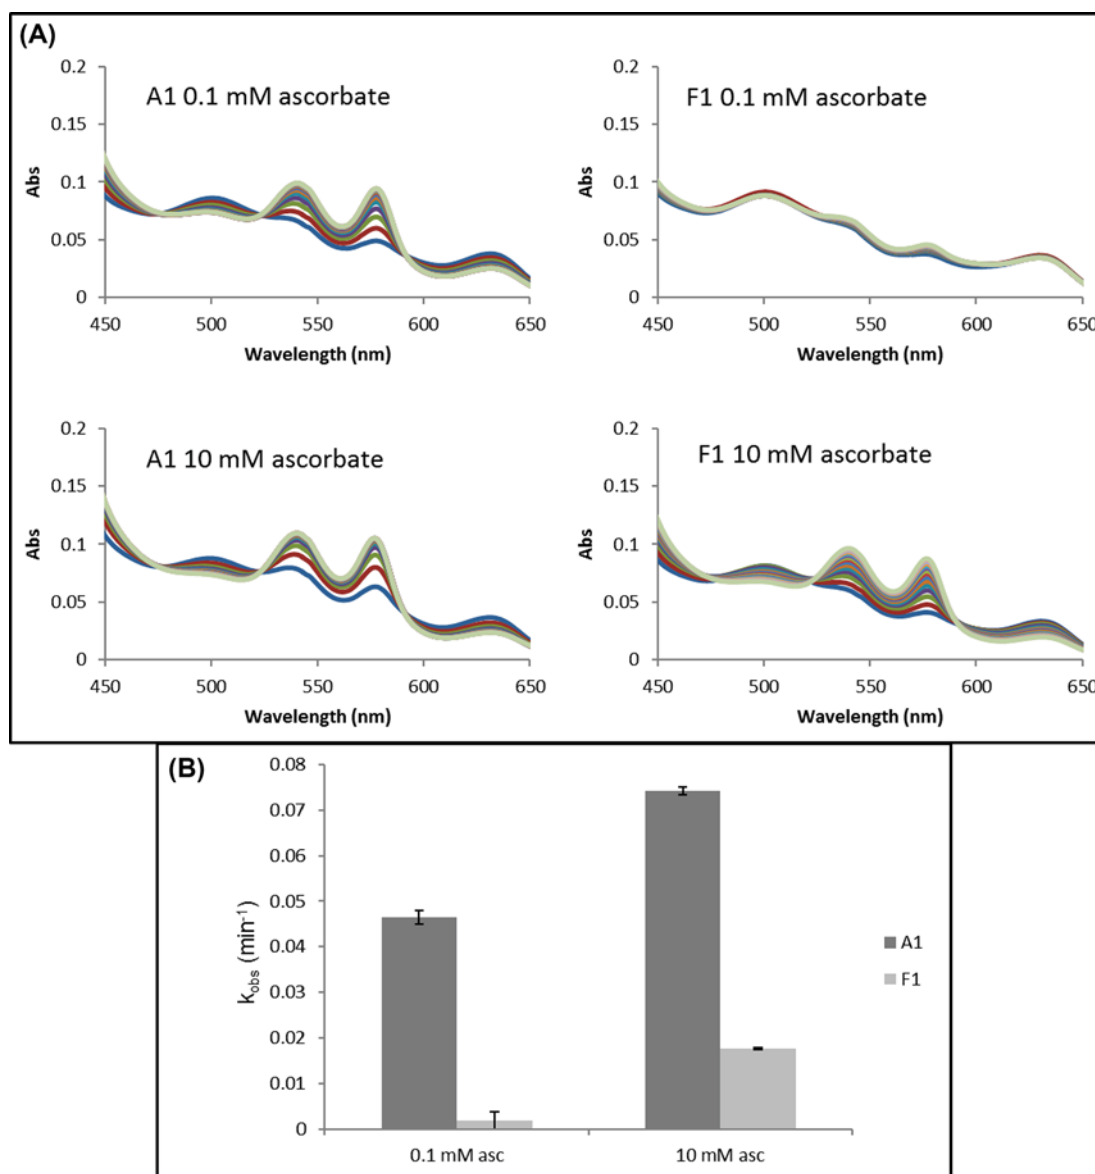 (A)
A1 0.1 mM ascorbate
0.2
0.15
0.1
0.05
0
Abs
450 500 550 600 650
Wavelength (nm)
F1 0.1 mM ascorbate
0.2
0.15
0.1
0.05
0
Abs
450 500 550 600 650
Wavelength (nm)
A1 10 mM ascorbate
0.2
0.15
0.1
0.05
0
Abs
450 500 550 600 650
Wavelength (nm)
F1 10 mM ascorbate
0.2
0.15
0.1
0.05
0
Abs
450 500 550 600 650
Wavelength (nm)
(B)
0.08
0.07
0.06
0.05
0.04
0.03
0.02
0.01
0
kobs (min-1)
0.1 mM asc 10 mM asc
A1
F1